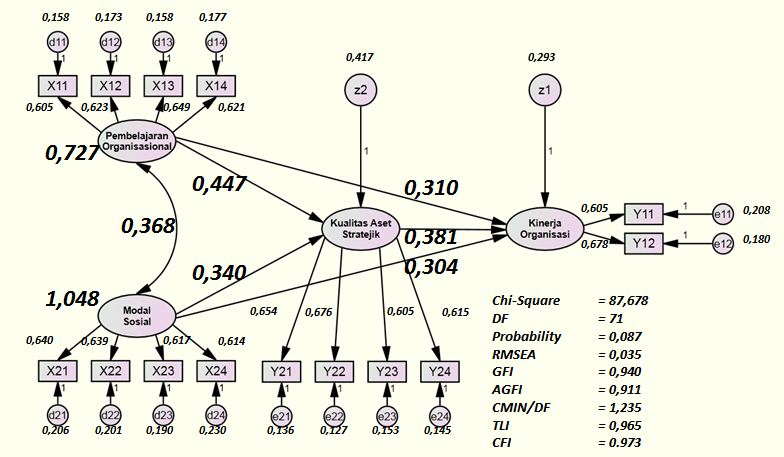 0,158 0,173 0,158 0,177
d11 d12 d13 d14
1 1 1 1
X11 X12 X13 X14
0,605 0,623 0,649 0,621
0,417 0,293
z2 z1
1 1
Pembelajaran
Organisasional
0,727
0,447
0,310
0,368
Kualitas Aset
Stratejik
0,381
Kinerja
Organisasi
0,605 Y11 1 e11 0,208
0,678 Y12 1 e12 0,180
0,340
0,304
1,048
Modal
Sosial
0,640 0,639 0,617 0,614
X21 X22 X23 X24
1 1 1 1
d21 d22 d23 d24
0,206 0,201 0,190 0,230
0,654 0,676 0,605 0,615
Y21 Y22 Y23 Y24
1 1 1 1
e21 e22 e23 e24
0,136 0,127 0,153 0,145
Chi-Square = 87,678
DF = 71
Probability = 0,087
RMSEA = 0,035
GFI = 0,940
AGFI = 0,911
CMIN/DF = 1,235
TLI = 0,965
CFI = 0.973